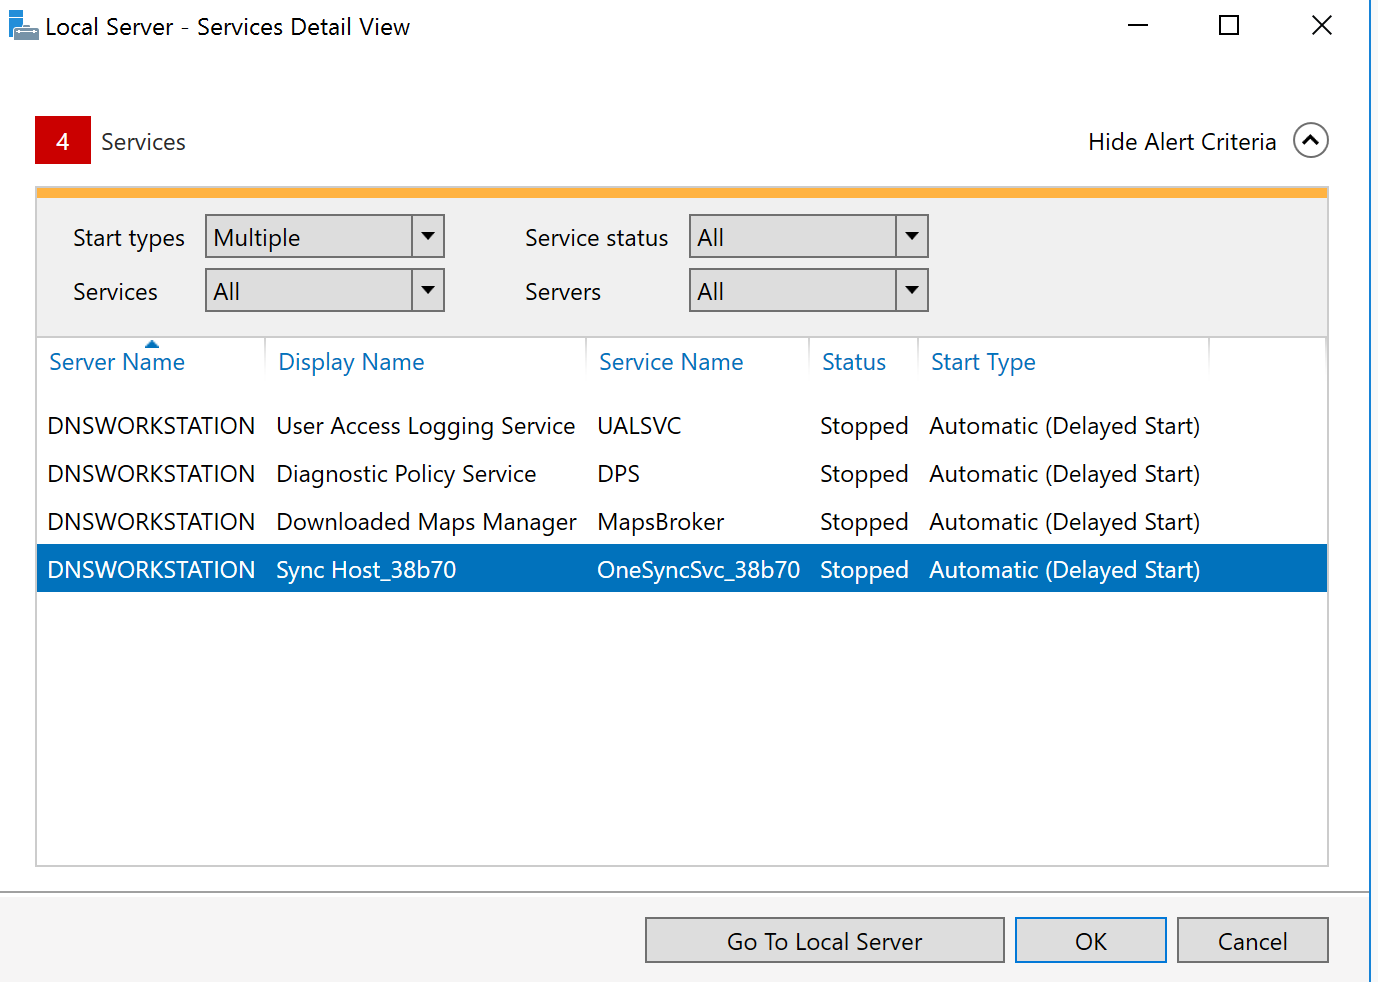 Local Server - Services Detail View
4 Services Hide Alert Criteria
Start types Multiple Service status All
Services All Servers All
Server Name Display Name Service Name Status Start Type
DNSWORKSTATION User Access Logging Service UALSVC Stopped Automatic (Delayed Start)
DNSWORKSTATION Diagnostic Policy Service DPS Stopped Automatic (Delayed Start)
DNSWORKSTATION Downloaded Maps Manager MapsBroker Stopped Automatic (Delayed Start)
DNSWORKSTATION Sync Host_38b70 OneSyncSvc_38b70 Stopped Automatic (Delayed Start)
Go To Local Server OK Cancel